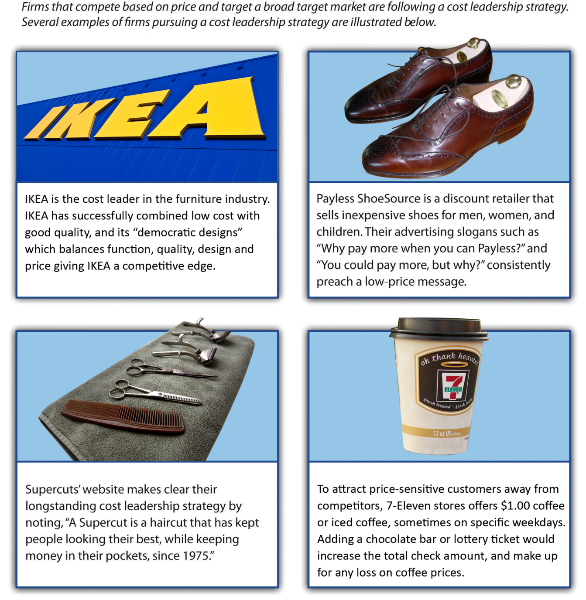 Firms that compete based on price and target a broad target market are following a cost leadership strategy.
Several examples of firms pursuing a cost leadership strategy are illustrated below.
IKEA
IKEA is the cost leader in the furniture industry.
IKEA has successfully combined low cost with
good quality, and its “democratic designs”
which balances function, quality, design and
price giving IKEA a competitive edge.
Payless ShoeSource is a discount retailer that
sells inexpensive shoes for men, women, and
children. Their advertising slogans such as
“Why pay more when you can Payless?” and
“You could pay more, but why?” consistently
preach a low-price message.
Supercuts’ website makes clear their
longstanding cost leadership strategy by
noting, “A Supercut is a haircut that has kept
people looking their best, while keeping
money in their pockets, since 1975.”
oh thank heaven
7
ELEVEN
12 oz
To attract price-sensitive customers away from
competitors, 7-Eleven stores offers $1.00 coffee
or iced coffee, sometimes on specific weekdays.
Adding a chocolate bar or lottery ticket would
increase the total check amount, and make up
for any loss on coffee prices.